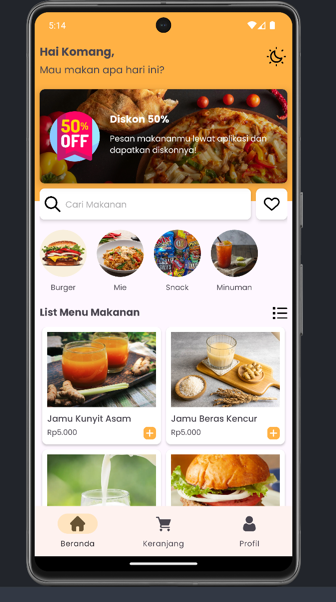 5:14
Hai Komang,
Mau makan apa hari ini?
50%
OFF
Diskon 50%
Pesan makananmu lewat aplikasi dan
dapatkan diskonnya!
Cari Makanan
Burger
Mie
Snack
Minuman
List Menu Makanan
Jamu Kunyit Asam
Rp5.000
Jamu Beras Kencur
Rp5.000
Beranda
Keranjang
Profil